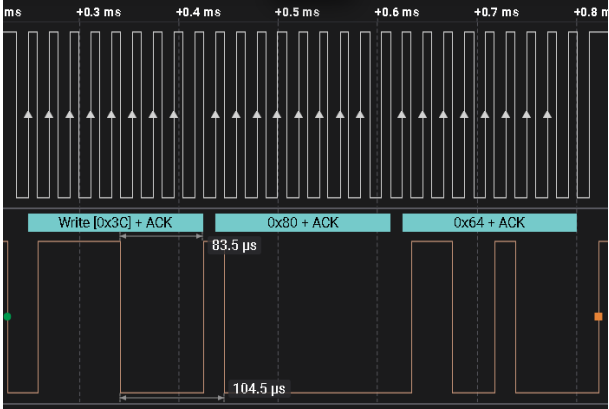 ms +0.3 ms +0.4 ms +0.5 ms +0.6 ms +0.7 ms +0.8 m
Write [0x3C] + ACK 0x80 + ACK 0x64 + ACK
83.5 µs
104.5 µs